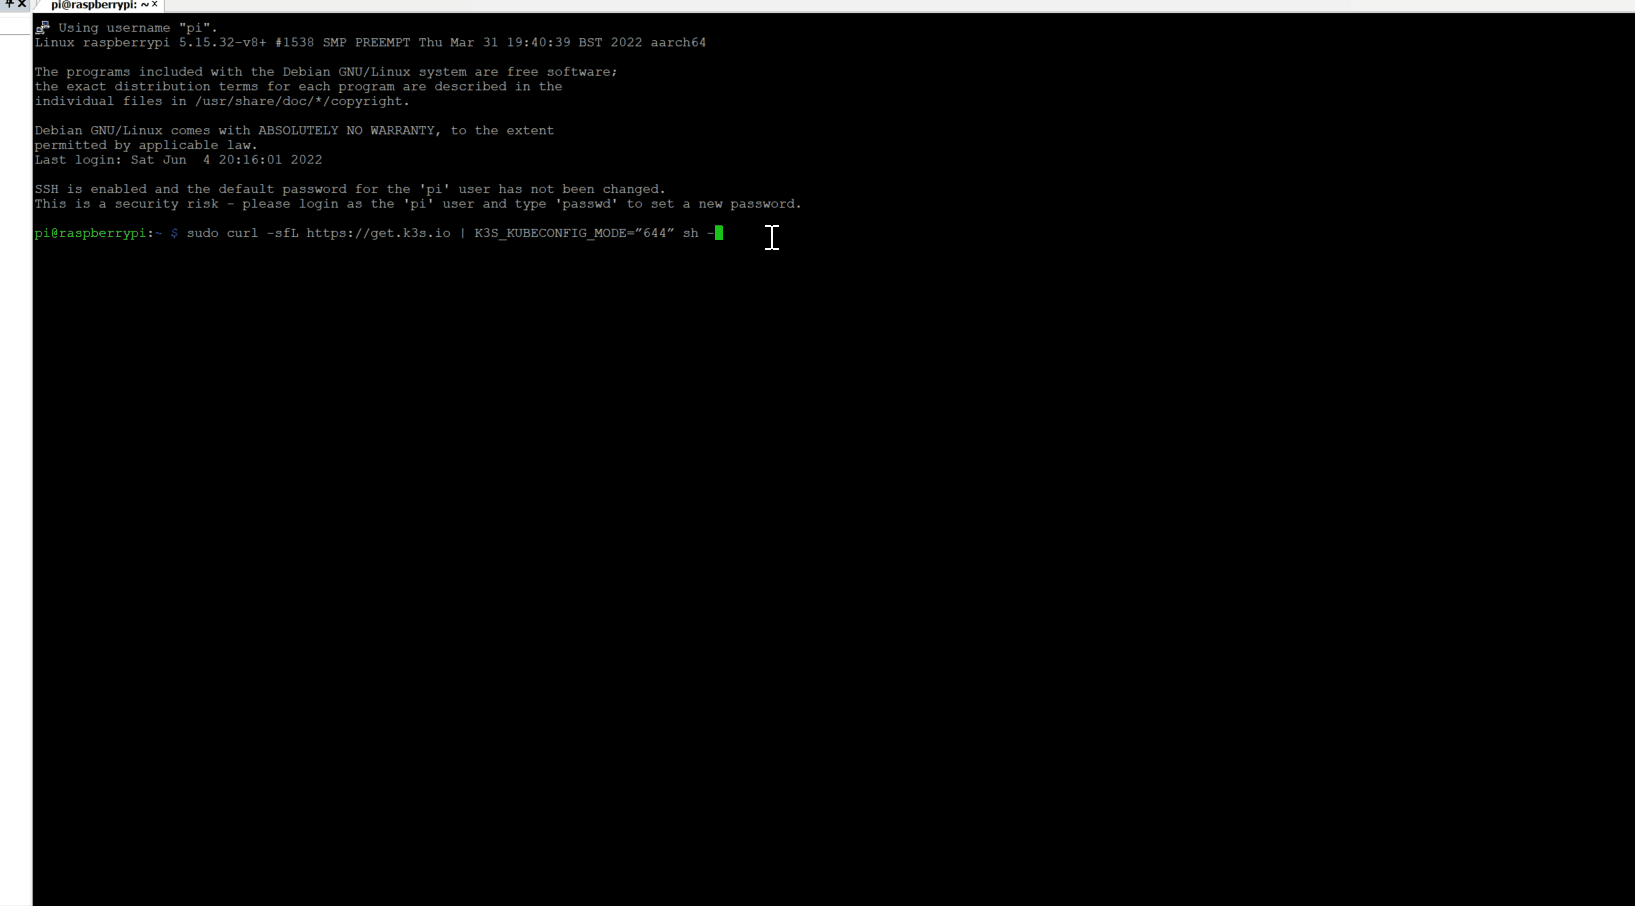 pi@raspberrypi: ~
Using username "pi".
Linux raspberrypi 5.15.32-v8+ #1538 SMP PREEMPT Thu Mar 31 19:40:39 BST 2022 aarch64
The programs included with the Debian GNU/Linux system are free software;
the exact distribution terms for each program are described in the
individual files in /usr/share/doc/*/copyright.
Debian GNU/Linux comes with ABSOLUTELY NO WARRANTY, to the extent
permitted by applicable law.
Last login: Sat Jun  4 20:16:01 2022
SSH is enabled and the default password for the 'pi' user has not been changed.
This is a security risk - please login as the 'pi' user and type 'passwd' to set a new password.
pi@raspberrypi:~ $ sudo curl -sfL https://get.k3s.io | K3S_KUBECONFIG_MODE=”644” sh -